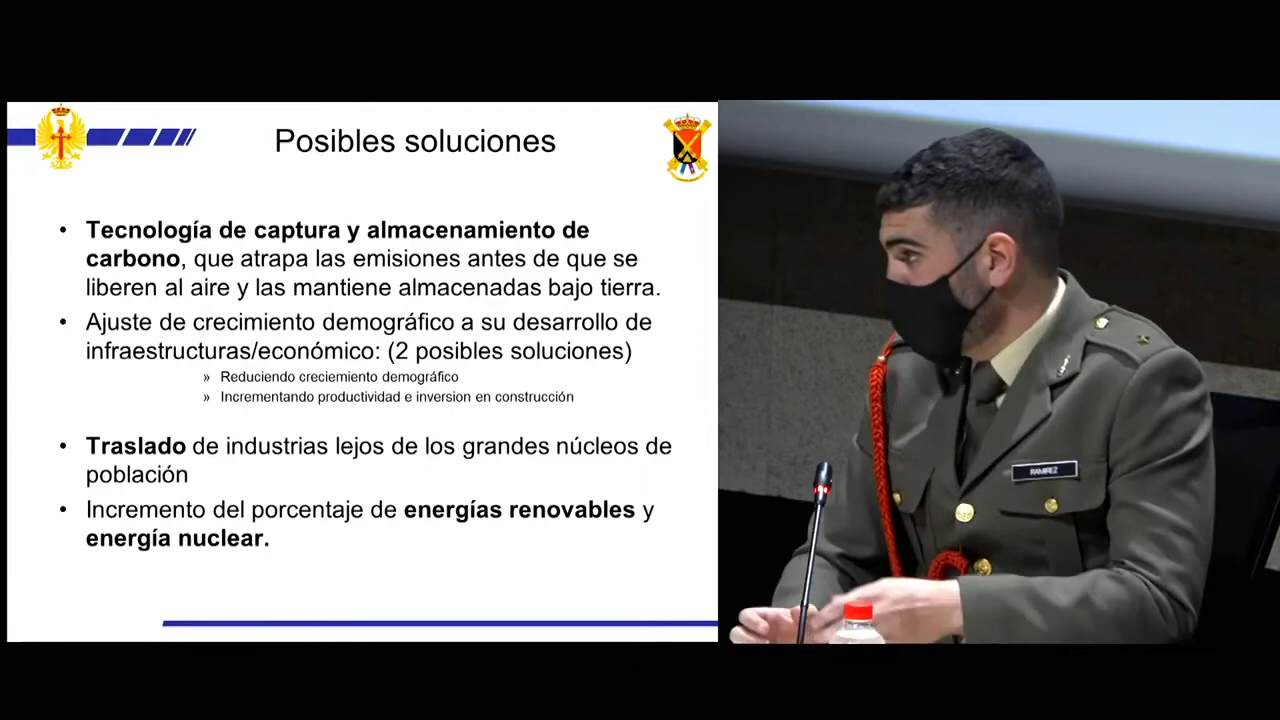 Posibles soluciones
• Tecnología de captura y almacenamiento de
carbono, que atrapa las emisiones antes de que se
liberen al aire y las mantiene almacenadas bajo tierra.
• Ajuste de crecimiento demográfico a su desarrollo de
infraestructuras/económico: (2 posibles soluciones)
» Reduciendo creciemiento demográfico
» Incrementando productividad e inversion en construcción
• Traslado de industrias lejos de los grandes núcleos de
población
• Incremento del porcentaje de energías renovables y
energía nuclear.
RAMIREZ